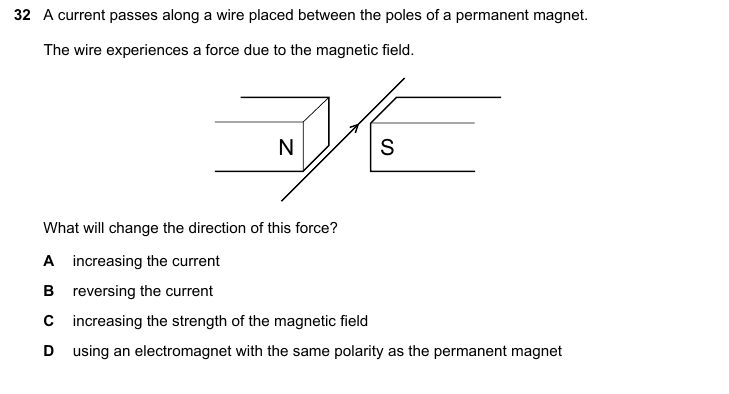 32 A current passes along a wire placed between the poles of a permanent magnet.
The wire experiences a force due to the magnetic field.
N S
What will change the direction of this force?
A increasing the current
B reversing the current
C increasing the strength of the magnetic field
D using an electromagnet with the same polarity as the permanent magnet